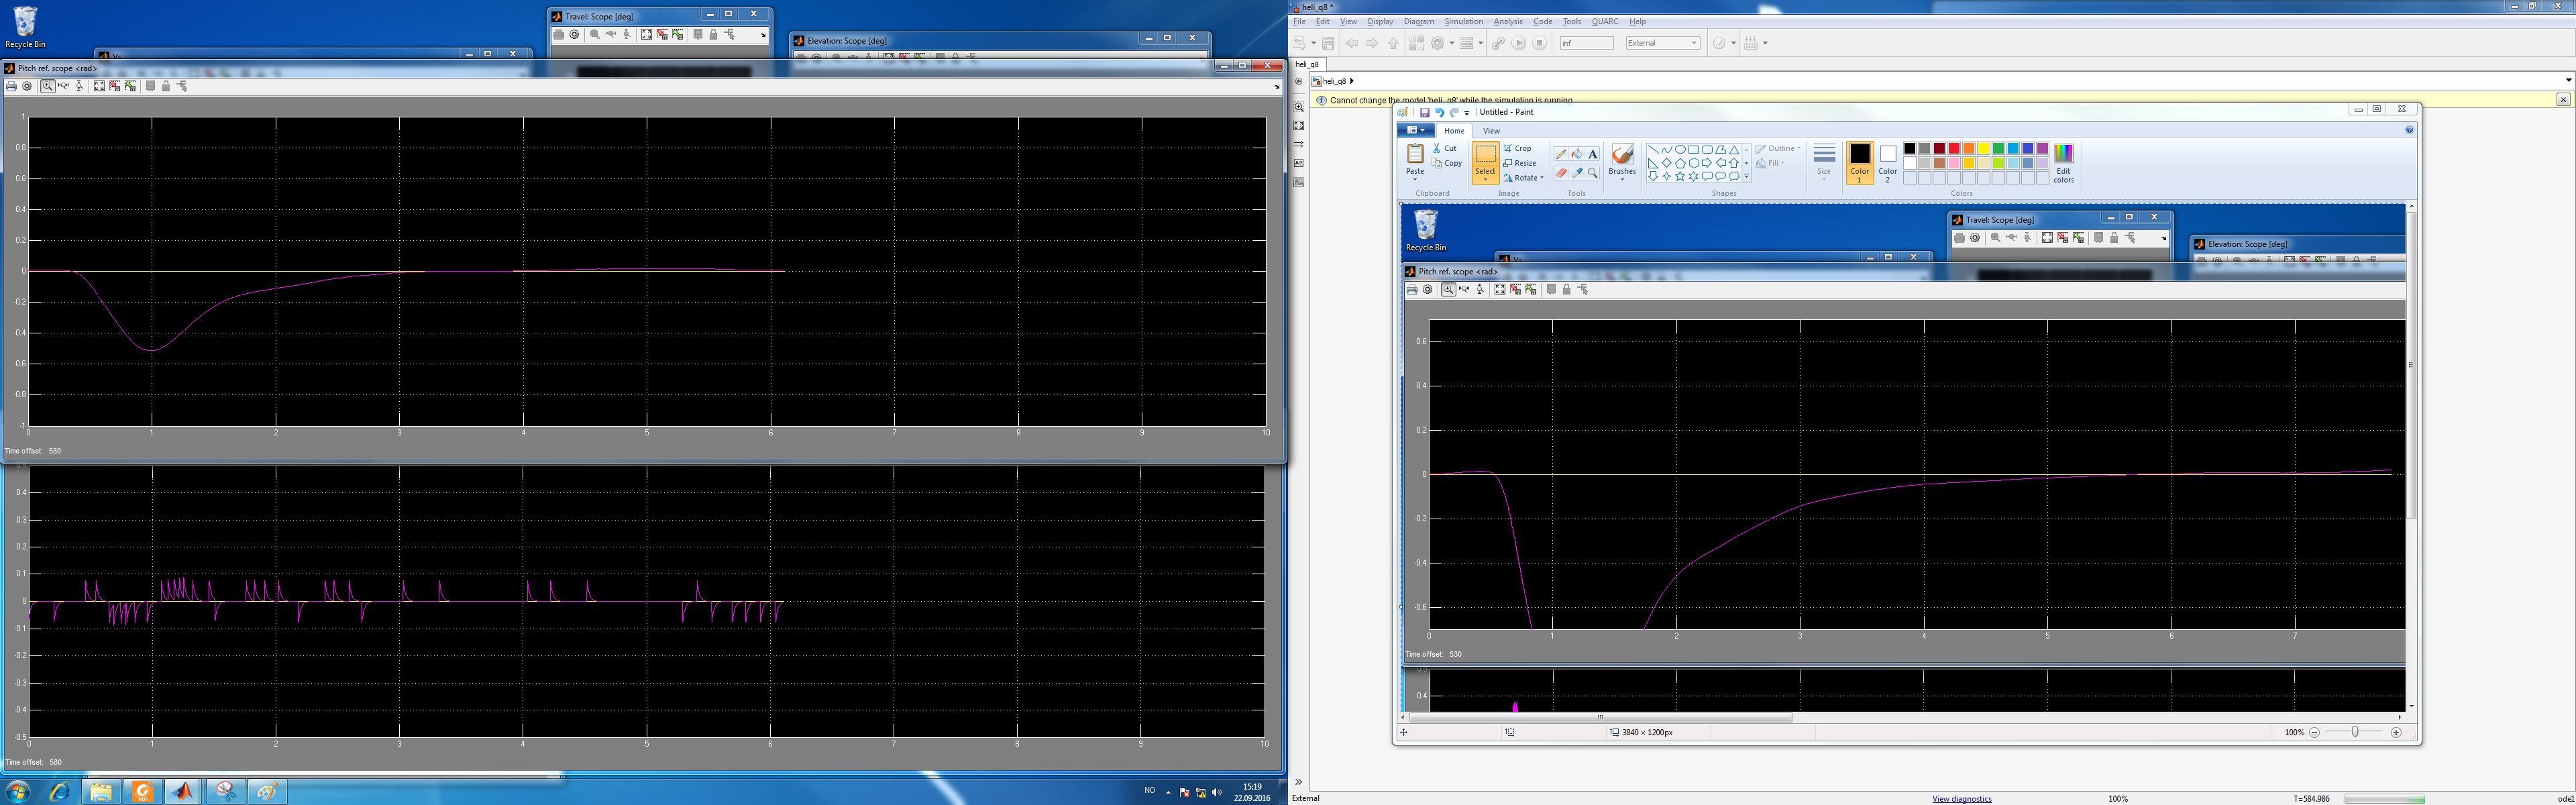 Recycle Bin
Travel: Scope [deg]
Elevation: Scope [deg]
Vs
Pitch ref. scope <rad>
1
0.8
0.6
0.4
0.2
0
-0.2
-0.4
-0.6
-0.8
-1
0 1 2 3 4 5 6 7 8 9 10
Time offset: 580
0.5
0.4
0.3
0.2
0.1
0
-0.1
-0.2
-0.3
-0.4
-0.5
0 1 2 3 4 5 6 7 8 9 10
Time offset: 580
PDF
NO
15:19
22.09.2016
heli_q8 *
File Edit View Display Diagram Simulation Analysis Code Tools QUARC Help
inf External
heli_q8
heli_q8
Cannot change the model 'heli_q8' while the simulation is running
Untitled - Paint
Home View
Paste
Cut
Copy
Clipboard
Select
Crop
Resize
Rotate
Image
A
Tools
Brushes
Outline
Fill
Shapes
Size
Color 1
Color 2
Edit colors
Colors
Recycle Bin
Travel: Scope [deg]
Elevation: Scope [deg]
Vs
Pitch ref. scope <rad>
0.6
0.4
0.2
0
-0.2
-0.4
-0.6
0 1 2 3 4 5 6 7
Time offset: 530
0.5
0.4
3840 × 1200px
100%
External
View diagnostics
100%
T=584.986
ode1